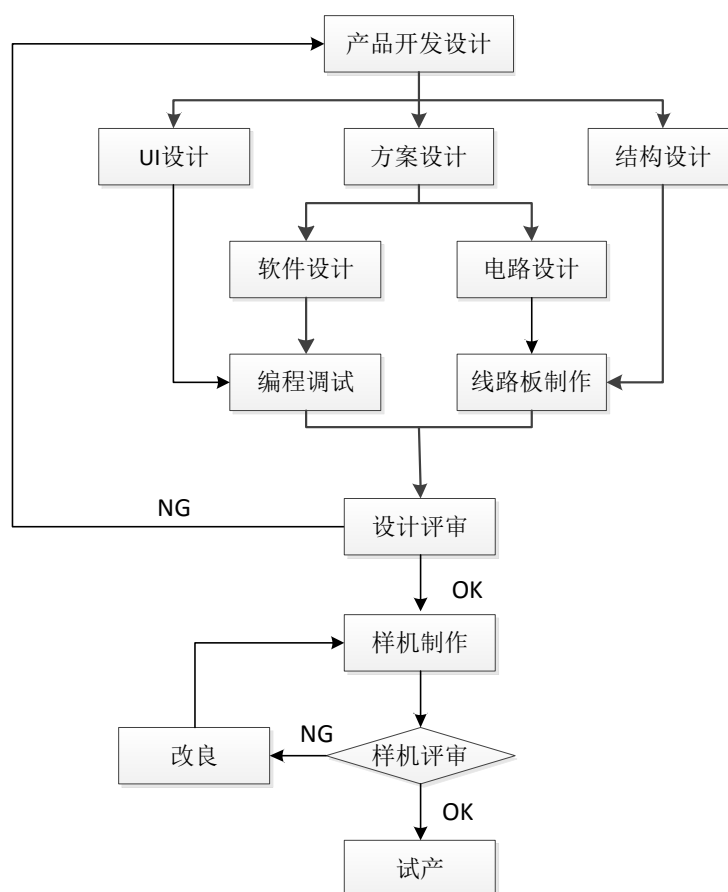 产品开发设计
UI设计
方案设计
结构设计
软件设计
电路设计
编程调试
线路板制作
NG
设计评审
OK
样机制作
NG
改良
样机评审
OK
试产